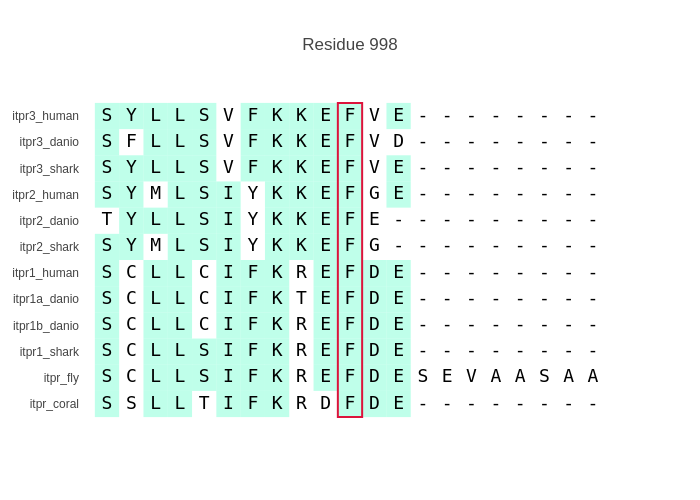 Residue 998
itpr3_human S Y L L S V F K K E F V E - - - - - - - -
itpr3_danio S F L L S V F K K E F V D - - - - - - - -
itpr3_shark S Y L L S V F K K E F V E - - - - - - - -
itpr2_human S Y M L S I Y K K E F G E - - - - - - - -
itpr2_danio T Y L L S I Y K K E F E - - - - - - - - -
itpr2_shark S Y M L S I Y K K E F G - - - - - - - - -
itpr1_human S C L L C I F K R E F D E - - - - - - - -
itpr1a_danio S C L L C I F K T E F D E - - - - - - - -
itpr1b_danio S C L L C I F K R E F D E - - - - - - - -
itpr1_shark S C L L S I F K R E F D E - - - - - - - -
itpr_fly S C L L S I F K R E F D E S E V A A S A A
itpr_coral S S L L T I F K R D F D E - - - - - - - -